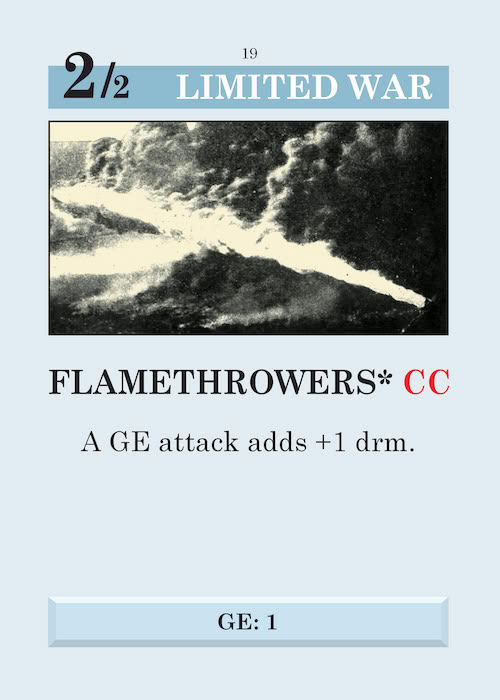 19
2/2 LIMITED WAR
FLAMETHROWERS* CC
A GE attack adds +1 drm.
GE: 1